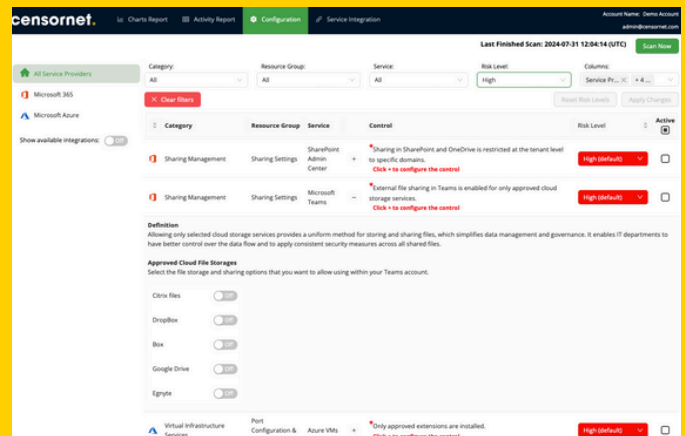 censornet.
Charts Report
Activity Report
Configuration
Service Integration
Account Name: Demo Account
admin@censornet.com
Last Finished Scan: 2024-07-31 12:04:14 (UTC)
Scan Now
All Service Providers
Microsoft 365
Microsoft Azure
Show available integrations: Off
Category: Resource Group: Service: Risk Level: Columns:
All All All High Service Pr... × + 4 ...
× Clear filters
Reset Risk Levels Apply Changes
Category Resource Group Service Control Risk Level Active
Sharing Management
Sharing Settings
SharePoint
Admin
Center
+
*Sharing in SharePoint and OneDrive is restricted at the tenant level
to specific domains.
Click + to configure the control
High (default)
Sharing Management
Sharing Settings
Microsoft
Teams
–
*External file sharing in Teams is enabled for only approved cloud
storage services.
Click + to configure the control
High (default)
Definition
Allowing only selected cloud storage services provides a uniform method for storing and sharing files, which simplifies data management and governance. It enables IT departments to
have better control over the data flow and to apply consistent security measures across all shared files.
Approved Cloud File Storages
Select the file storage and sharing options that you want to allow using within your Teams account.
Citrix files Off
DropBox Off
Box Off
Google Drive Off
Egnyte Off
Virtual Infrastructure
Services
Port
Configuration &
Azure VMs
+
*Only approved extensions are installed.
Click + to configure the control
High (default)